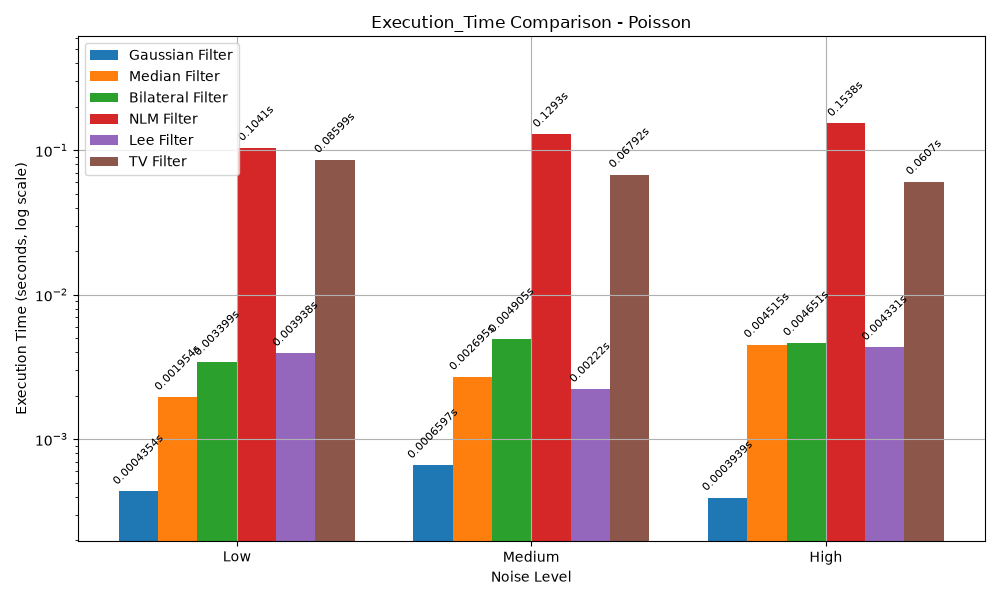 Execution_Time Comparison - Poisson
Gaussian Filter
Median Filter
Bilateral Filter
NLM Filter
Lee Filter
TV Filter
Execution Time (seconds, log scale)
10⁻¹
10⁻²
10⁻³
0.0004354s
0.001954s
0.003399s
0.1041s
0.003938s
0.08599s
0.0006597s
0.002695s
0.004905s
0.1293s
0.00222s
0.06792s
0.0003939s
0.004515s
0.004651s
0.1538s
0.004331s
0.0607s
Low
Medium
High
Noise Level